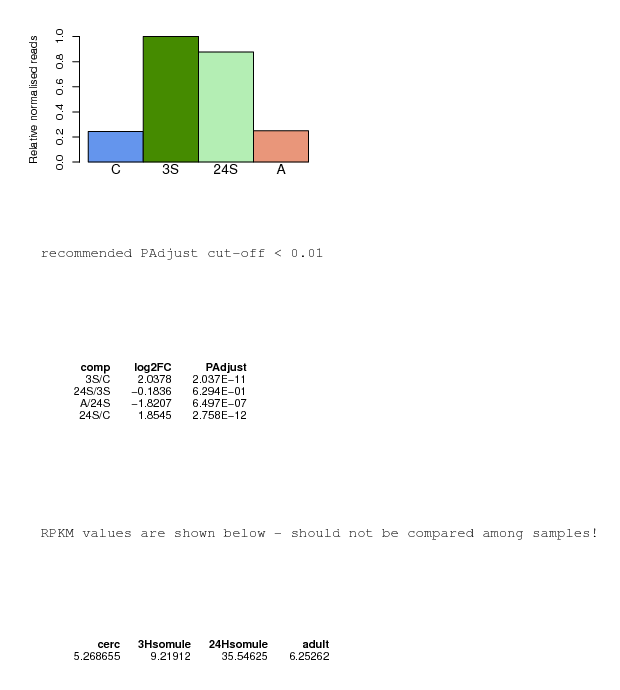 Relative normalised reads
1.0
0.8
0.6
0.4
0.2
0.0
C 3S 24S A
recommended PAdjust cut-off < 0.01
comp log2FC PAdjust
3S/C 2.0378 2.037E−11
24S/3S −0.1836 6.294E−01
A/24S −1.8207 6.497E−07
24S/C 1.8545 2.758E−12
RPKM values are shown below - should not be compared among samples!
cerc 3Hsomule 24Hsomule adult
5.268655 9.21912 35.54625 6.25262